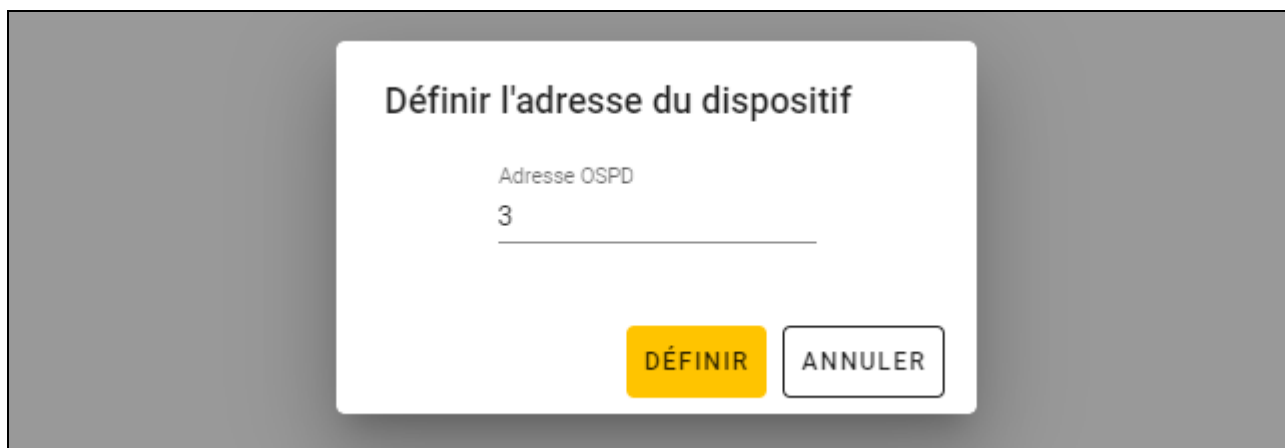 Définir l'adresse du dispositif
Adresse OSPD
3
DÉFINIR ANNULER